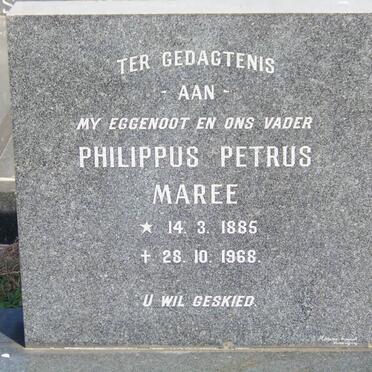 TER GEDAGTENIS
- AAN -
MY EGGENOOT EN ONS VADER
PHILIPPUS PETRUS
MAREE
★ 14. 3. 1885
✝ 28. 10. 1968.
U WIL GESKIED.